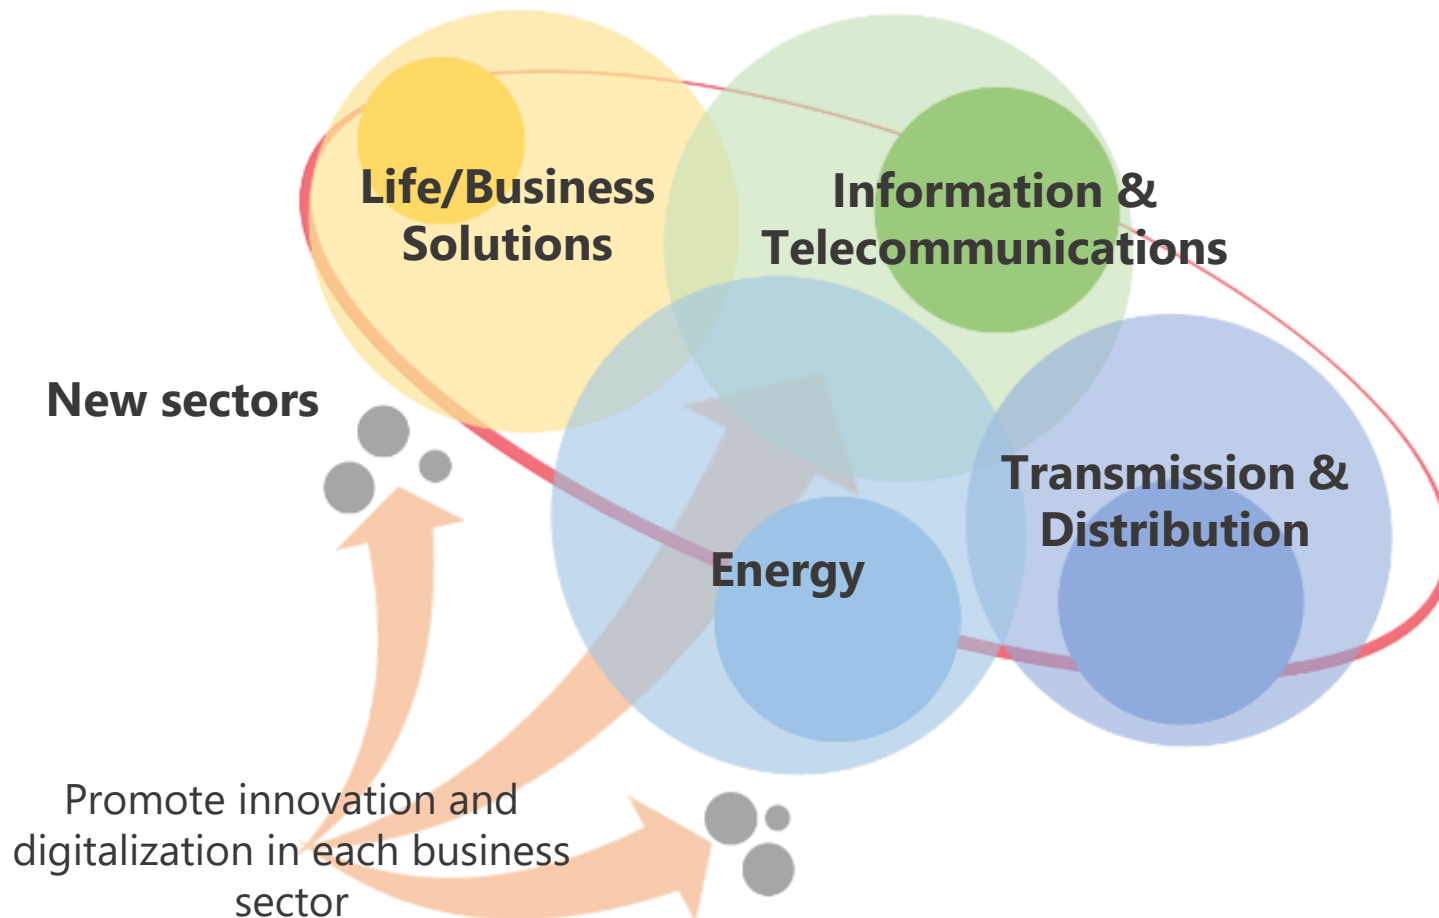 Life/Business
Solutions
Information &
Telecommunications
New sectors
Transmission &
Distribution
Energy
Promote innovation and
digitalization in each business
sector